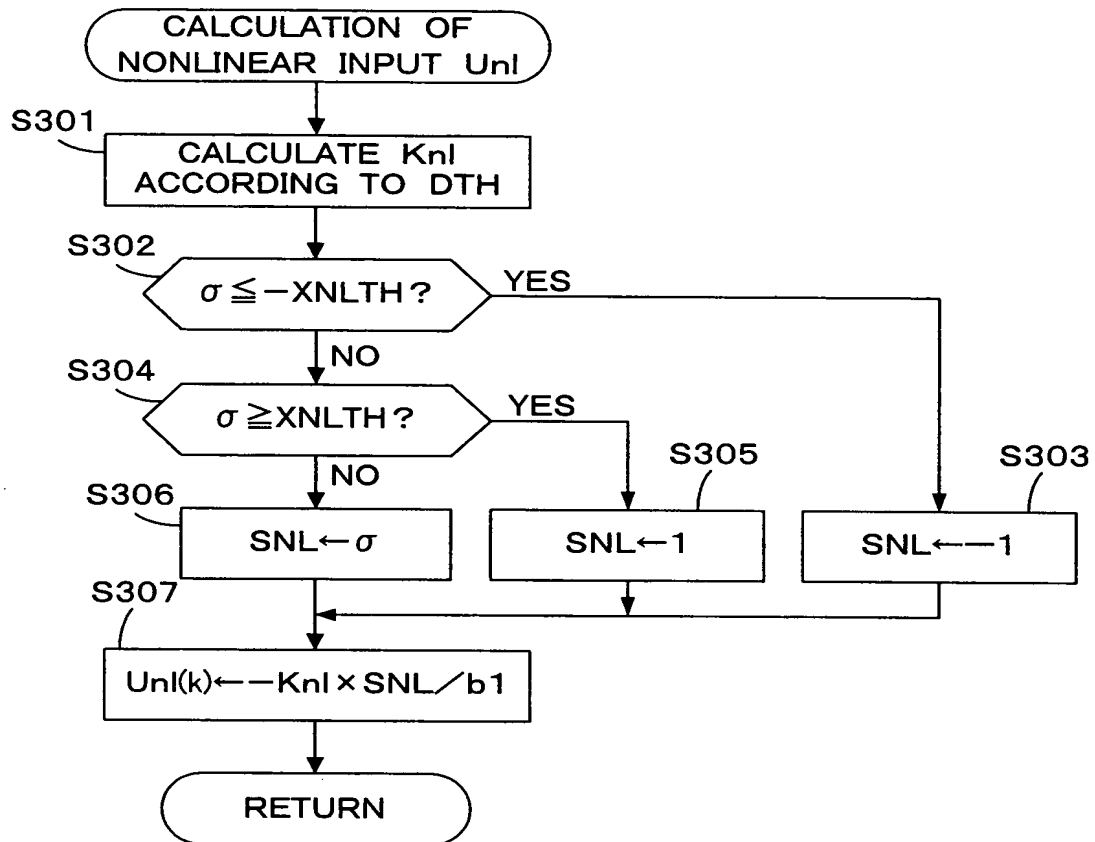 CALCULATION OF
NONLINEAR INPUT Unl
S301
CALCULATE Knl
ACCORDING TO DTH
S302
σ≦−XNLTH?
YES
NO
S304
σ≧XNLTH?
YES
NO
S305
S303
S306
SNL←σ
SNL←1
SNL←−1
S307
Unl(k)←−Knl×SNL/b1
RETURN